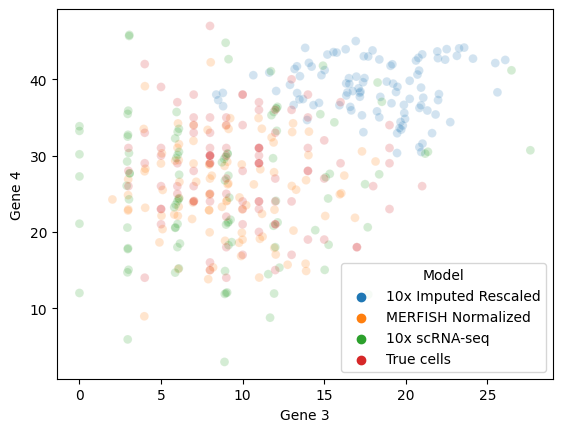 40
30
20
10
Gene 4
0
5
10
15
20
25
Gene 3
Model
10x Imputed Rescaled
MERFISH Normalized
10x scRNA-seq
True cells